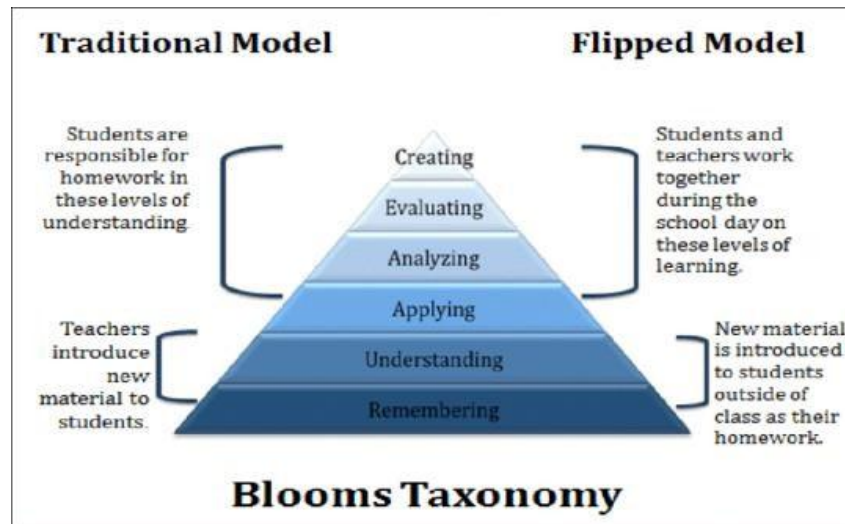 Traditional Model
Flipped Model
Students are
responsible for
homework in
these levels of
understanding.
Creating
Evaluating
Analyzing
Applying
Understanding
Remembering
Students and
teachers work
together
during the
school day on
these levels of
learning.
Teachers
introduce
new
material to
students.
New material
is introduced
to students
outside of
class as their
homework.
Blooms Taxonomy